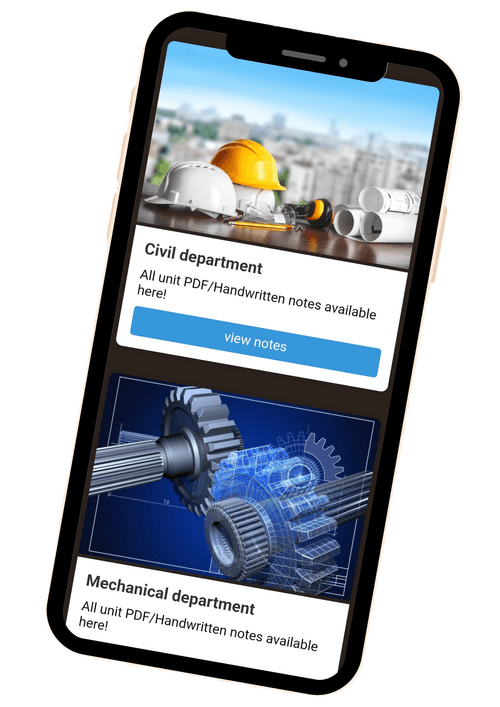 Civil department
All unit PDF/Handwritten notes available
here!
view notes
Mechanical department
All unit PDF/Handwritten notes available
here!